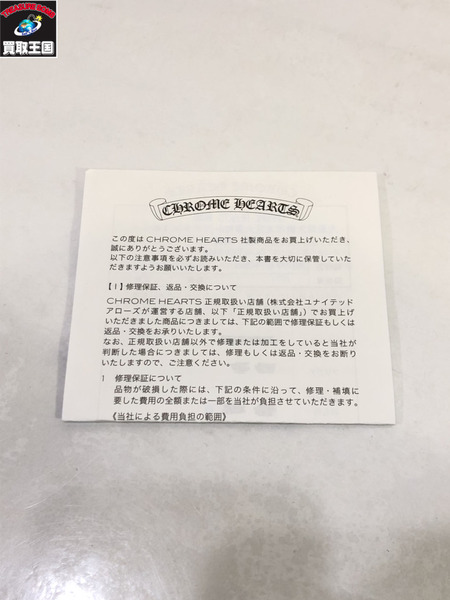 TREASURE KING
買取王国
CHROME HEARTS
この度は CHROME HEARTS 社製商品をお買上げいただき、
誠にありがとうございます。
以下の注意事項を必ずお読みいただき、本書を大切に保管していた
だきますようお願いいたします。
【1】修理保証、返品・交換について
CHROME HEARTS 正規取扱い店舗 (株式会社ユナイテッド
アローズが運営する店舗、以下「正規取扱い店舗」) でお買上げ
いただきました商品につきましては、下記の範囲で修理保証もしくは
返品・交換をお承りいたします。
なお、正規取扱い店舗以外で修理または加工をしていると当社が
判断した場合につきましては、修理もしくは返品・交換をお断り
いたしますので、ご注意ください。
1 修理保証について
品物が破損した際には、下記の条件に沿って、修理・補填に
要した費用の全額または一部を当社が負担させていただきます。
《当社による費用負担の範囲》